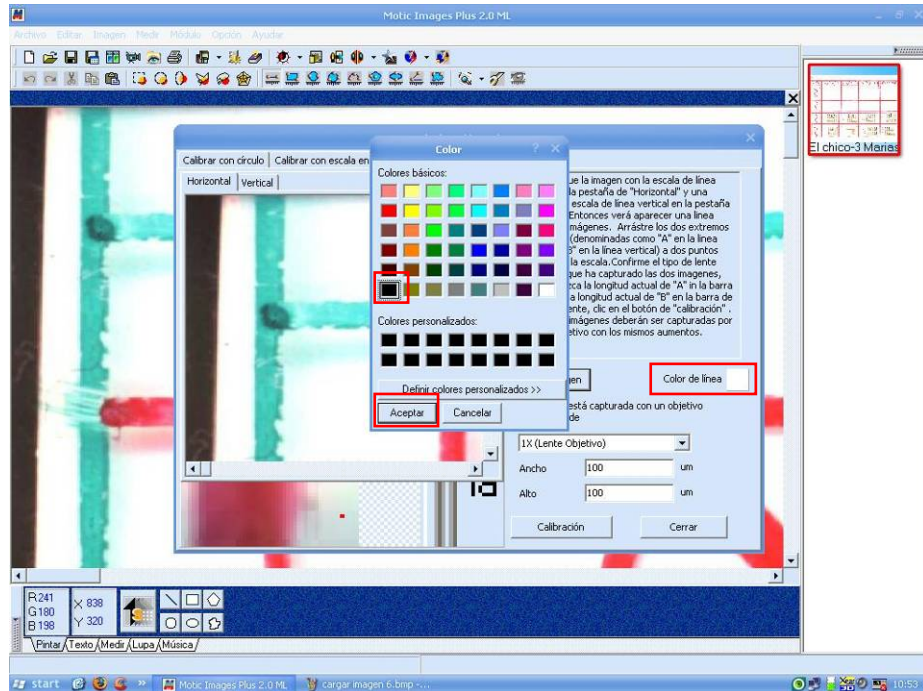 Motic Images Plus 2.0 ML
Archivo Editar Imagen Medir Módulo Opción Ayudar
El chico-3 Marias
Calibrar con círculo
Calibrar con escala en
Horizontal
Vertical
Color
Colores básicos:
Colores personalizados:
Definir colores personalizados >>
Aceptar
Cancelar
ue la imagen con la escala de línea
la pestaña de "Horizontal" y una
escala de línea vertical en la pestaña
Entonces verá aparecer una linea
mágenes. Arrástre los dos extremos
(denominadas como "A" en la linea
B" en la línea vertical) a dos puntos
la escala.Confirme el tipo de lente
que ha capturado las dos imagenes,
ca la longitud actual de "A" in la barra
a longitud actual de "B" en la barra de
ente, clic en el botón de "calibración" .
imágenes deberán ser capturadas por
etivo con los mismos aumentos.
en
Color de línea
está capturada con un objetivo
de
1X (Lente Objetivo)
Ancho 100 um
Alto 100 um
Calibración
Cerrar
R 241
G 180
B 198
X 838
Y 320
Pintar Texto Medir Lupa Música
start
Motic Images Plus 2.0 ML
cargar imagen 6.bmp -...
10:53